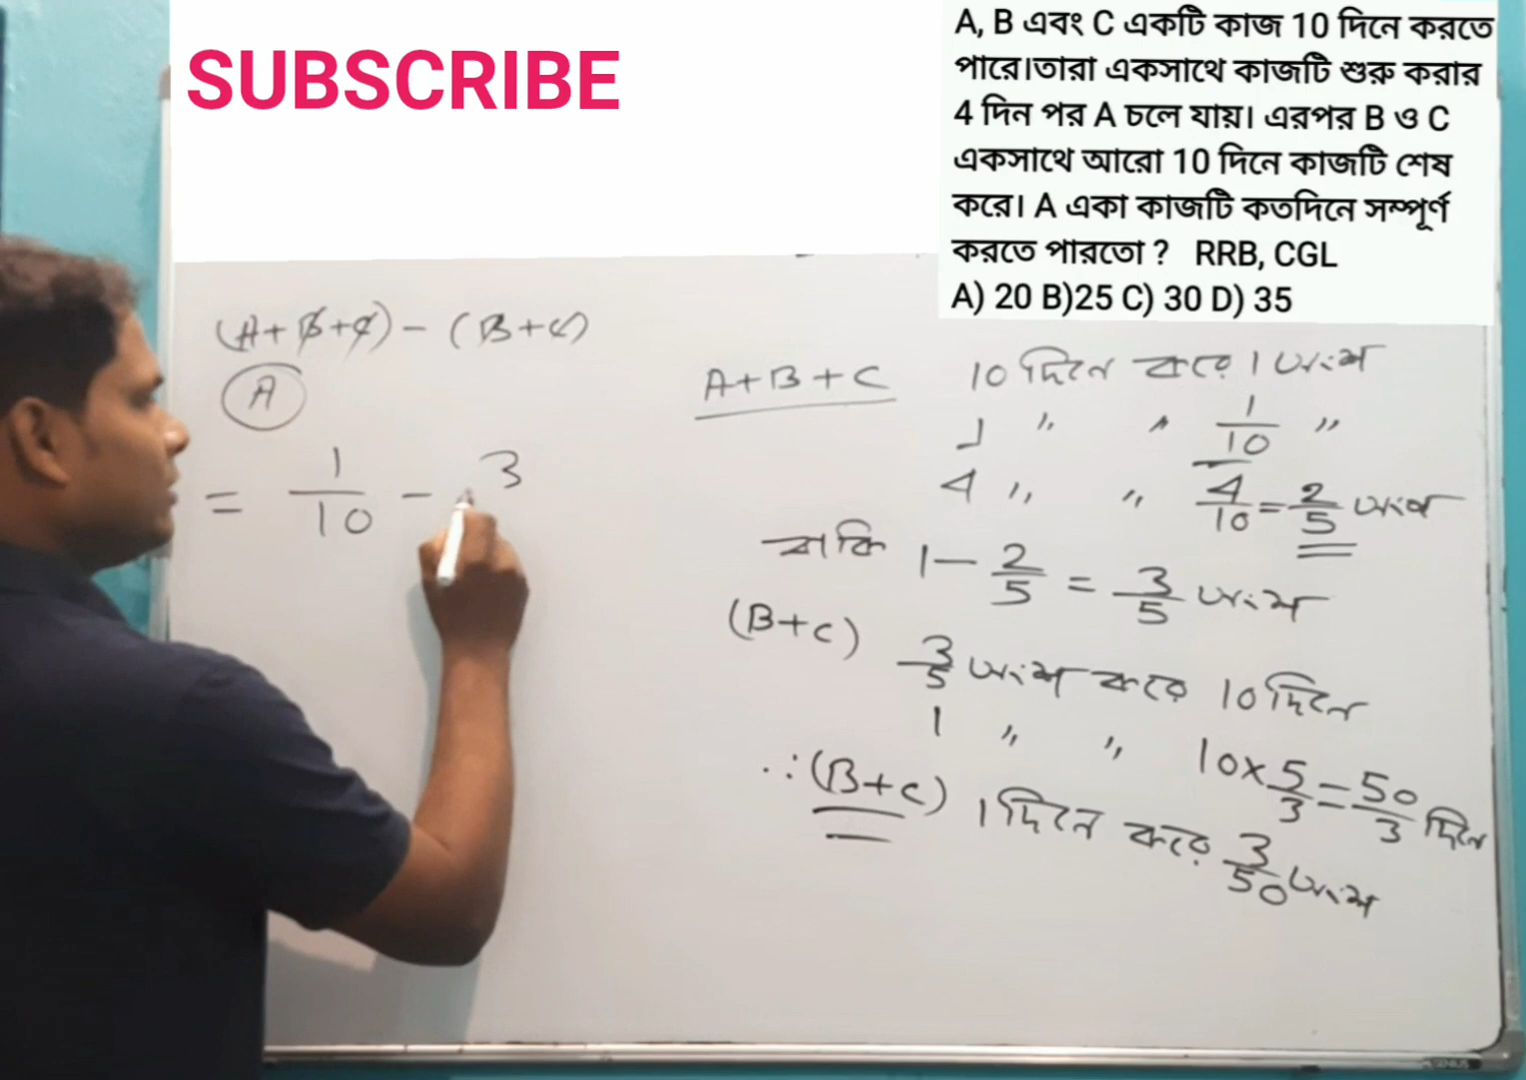 SUBSCRIBE
A, B এবং C একটি কাজ 10 দিনে করতে
পারে।তারা একসাথে কাজটি শুরু করার
4 দিন পর A চলে যায়। এরপর B ও C
একসাথে আরো 10 দিনে কাজটি শেষ
করে। A একা কাজটি কতদিনে সম্পূর্ণ
করতে পারতো ? RRB, CGL
A) 20 B)25 C) 30 D) 35
(A+B+C) - (B+C)
A
= 1/10 - 3
A+B+C 10 দিনে করে 1 অংশ
1 " " 1/10 "
4 " " 4/10 = 2/5 অংশ
বাকি 1 - 2/5 = 3/5 অংশ
(B+C) 3/5 অংশ করে 10 দিনে
1 " " 10 × 5/3 = 50/3 দিনে
∴ (B+C) 1 দিনে করে 3/50 অংশ